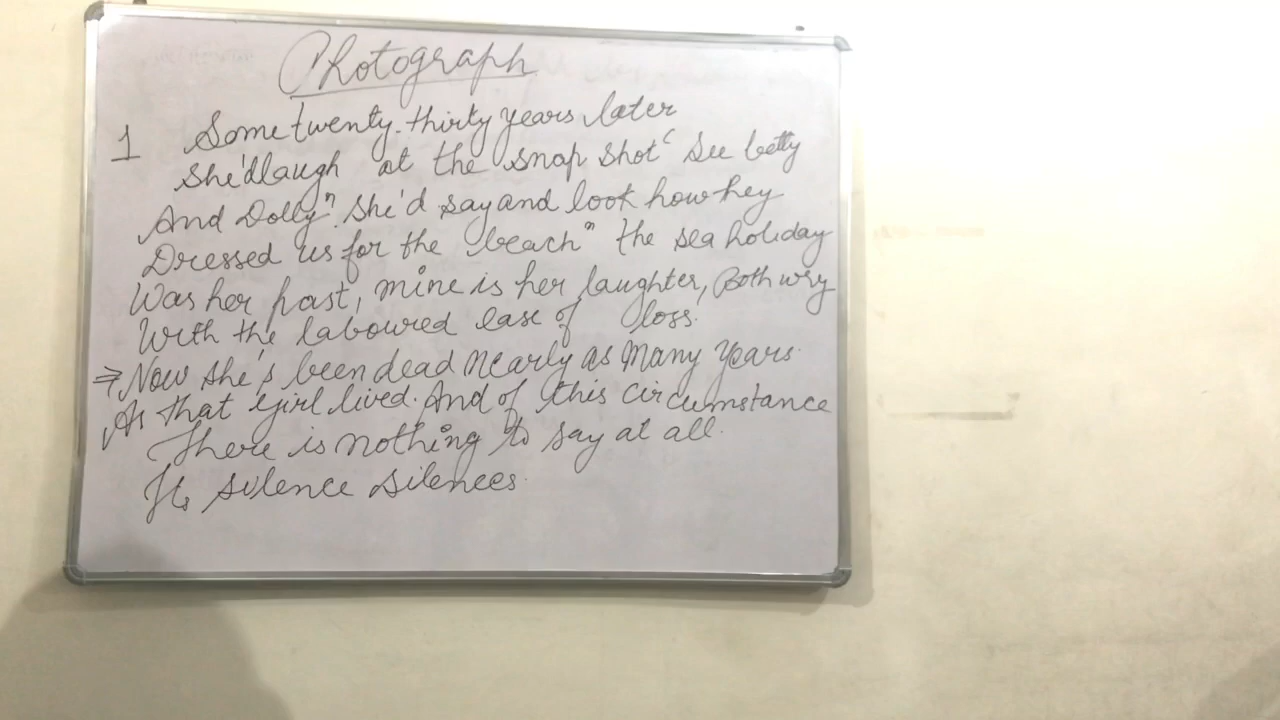 Photograph
1 Some twenty-thirty years later
She'd laugh at the snap shot "See betty
And Dolly" She'd say and look how hey
Dressed us for the beach" the sea holiday
Was her past, mine is her laughter, Both wry
With the laboured ease of loss.
⇒ Now she's been dead nearly as many years
As that girl lived. And of this circumstance
There is nothing to say at all.
Its silence silences.